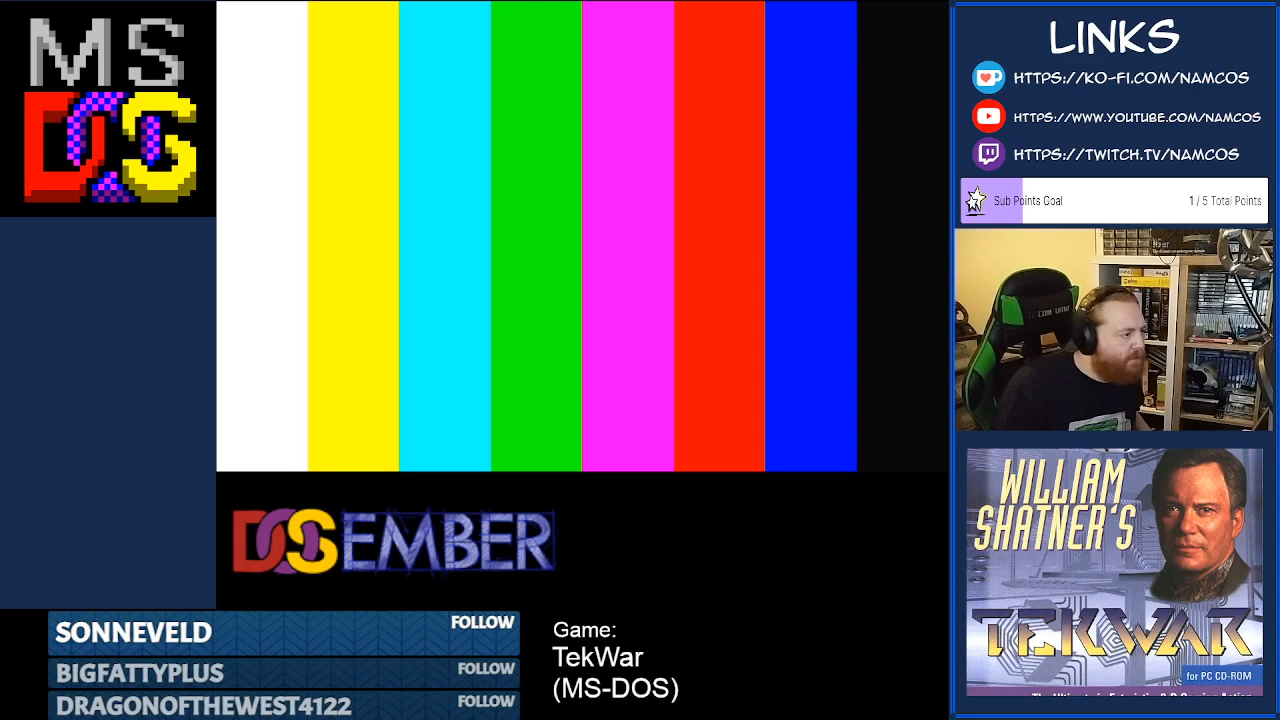 MS
DOS
LINKS
HTTPS://KO-FI.COM/NAMCOS
HTTPS://WWW.YOUTUBE.COM/NAMCOS
HTTPS://TWITCH.TV/NAMCOS
Sub Points Goal
1 / 5 Total Points
WILLIAM
SHATNER'S
TEKWAR
for PC CD-ROM
DOSEMBER
SONNEVELD
FOLLOW
BIGFATTYPLUS
FOLLOW
DRAGONOFTHEWEST4122
FOLLOW
Game:
TekWar
(MS-DOS)